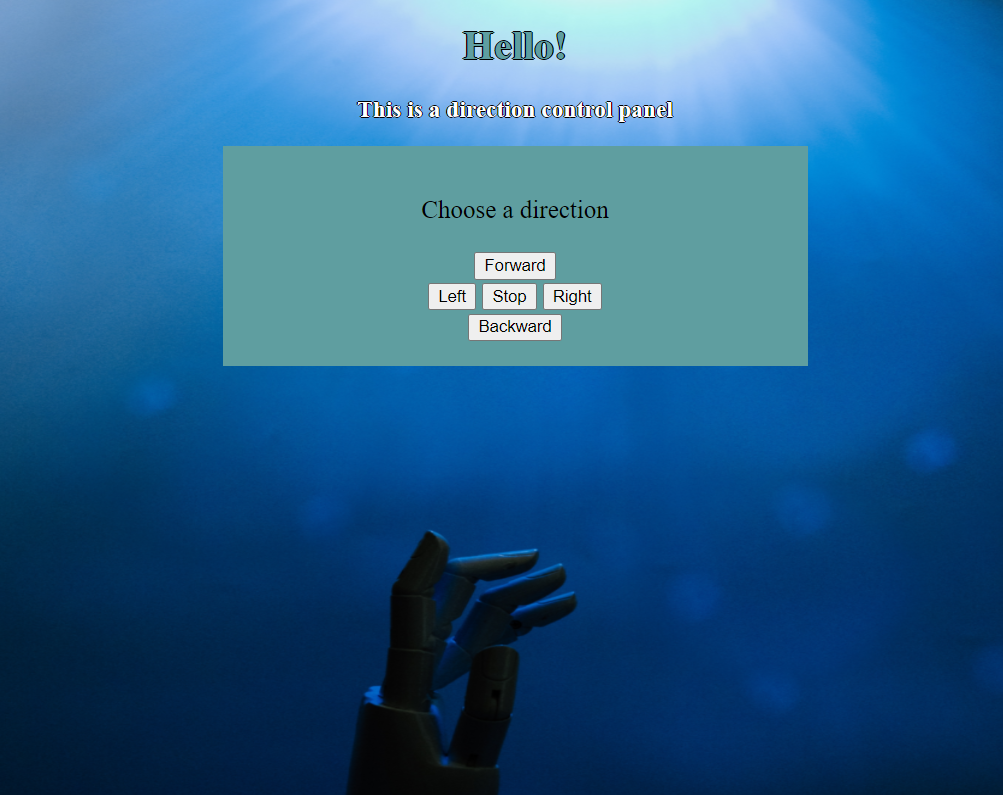 Hello!
This is a direction control panel
Choose a direction
Forward
Left Stop Right
Backward